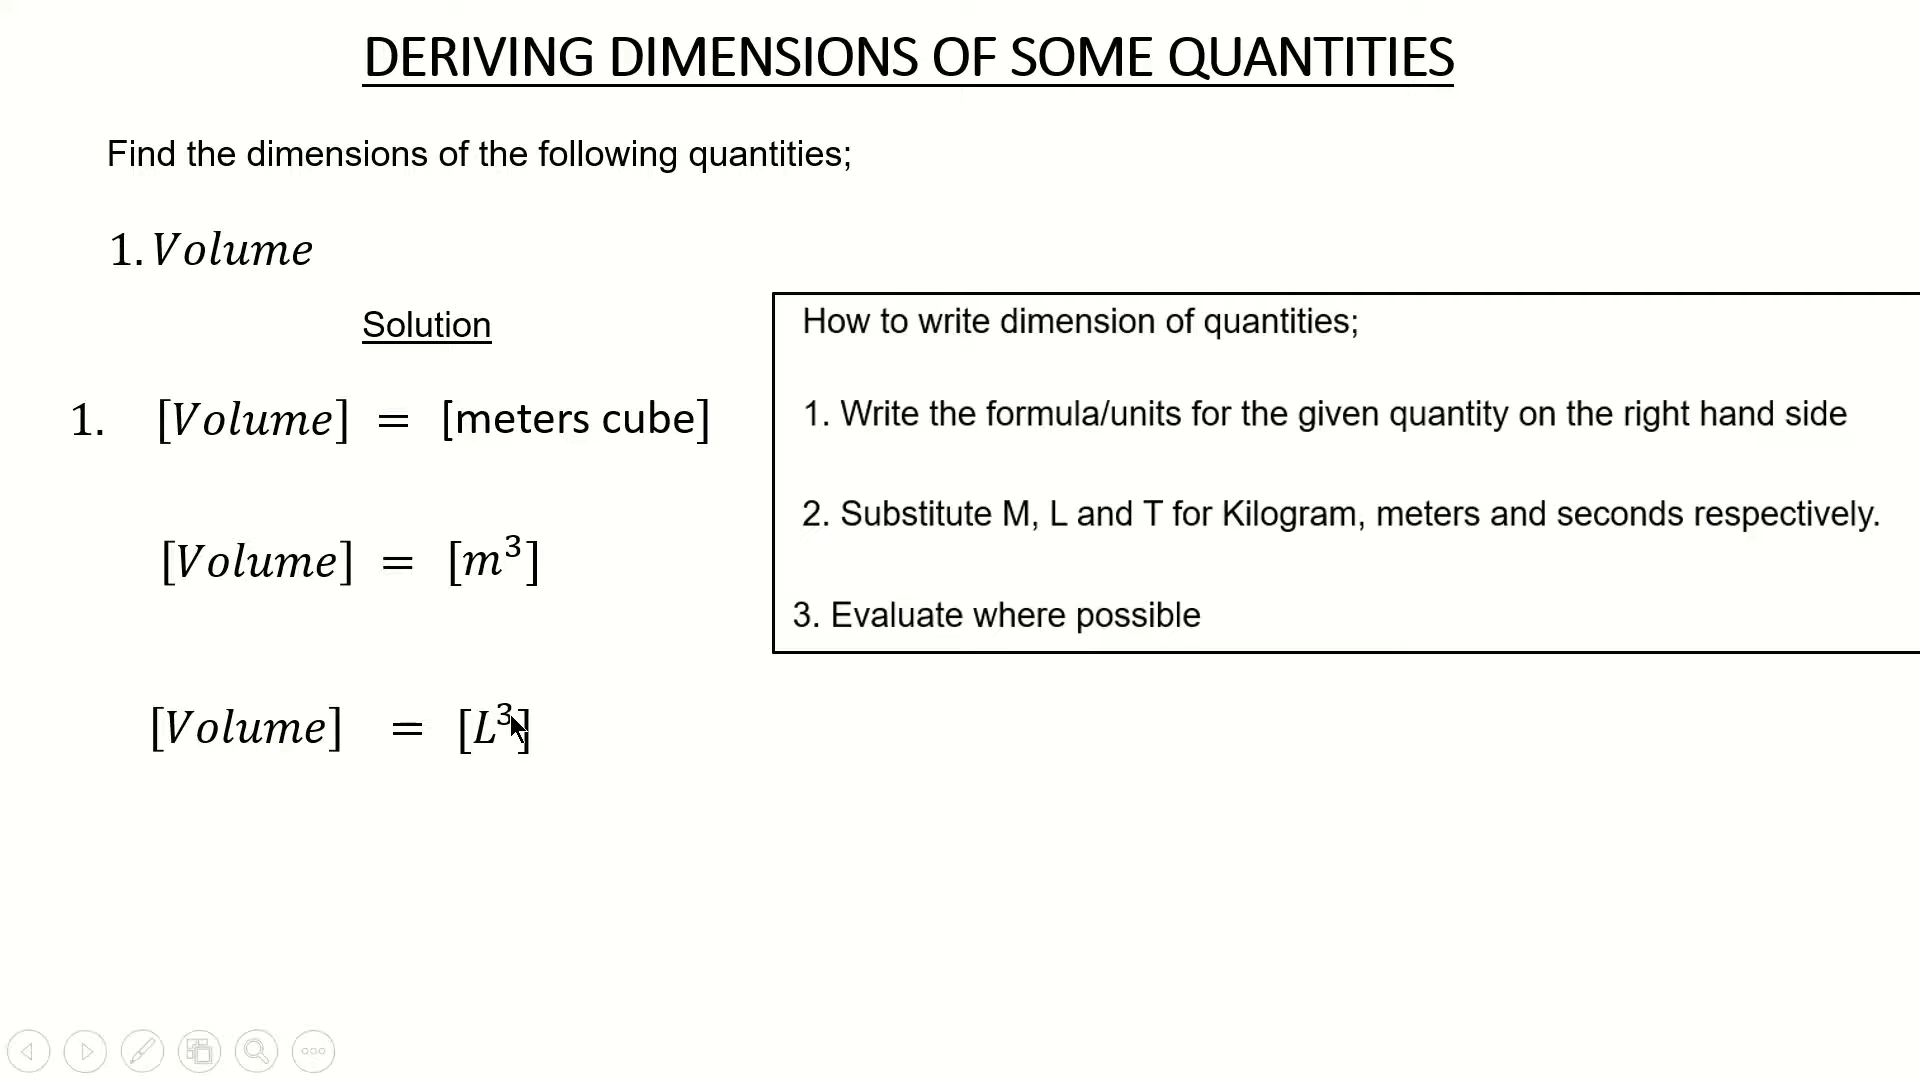 DERIVING DIMENSIONS OF SOME QUANTITIES
Find the dimensions of the following quantities;
1. Volume
Solution
1. [Volume] = [meters cube]
[Volume] = [m³]
[Volume] = [L³]
How to write dimension of quantities;
1. Write the formula/units for the given quantity on the right hand side
2. Substitute M, L and T for Kilogram, meters and seconds respectively.
3. Evaluate where possible